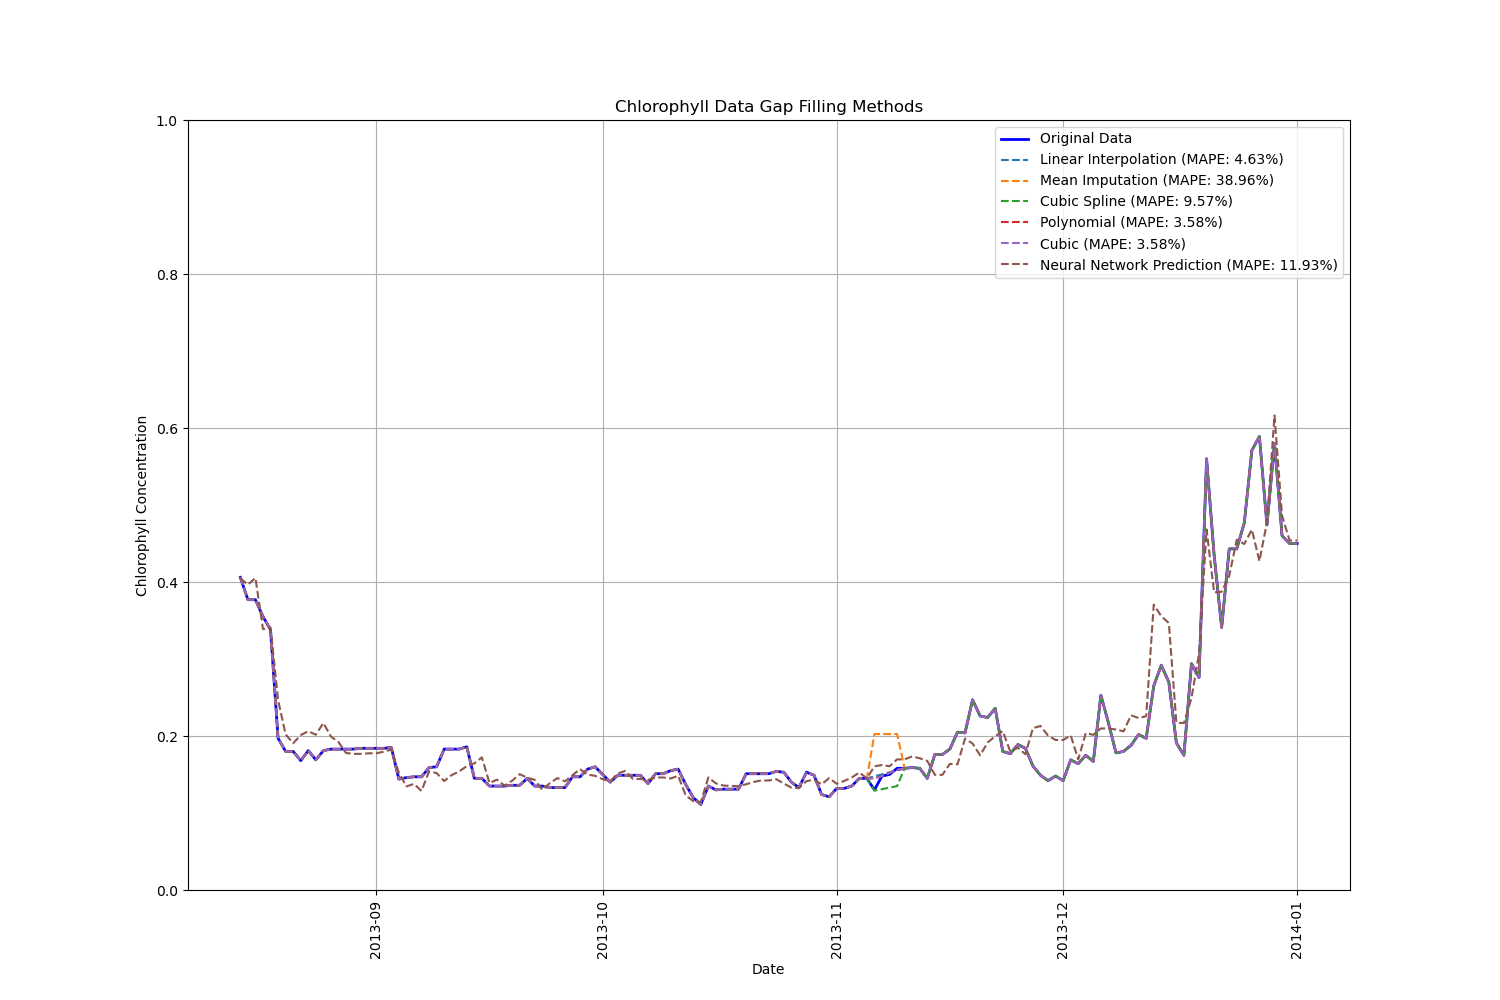 Chlorophyll Data Gap Filling Methods
Original Data
Linear Interpolation (MAPE: 4.63%)
Mean Imputation (MAPE: 38.96%)
Cubic Spline (MAPE: 9.57%)
Polynomial (MAPE: 3.58%)
Cubic (MAPE: 3.58%)
Neural Network Prediction (MAPE: 11.93%)
Chlorophyll Concentration
1.0
0.8
0.6
0.4
0.2
0.0
2013-09
2013-10
2013-11
2013-12
2014-01
Date